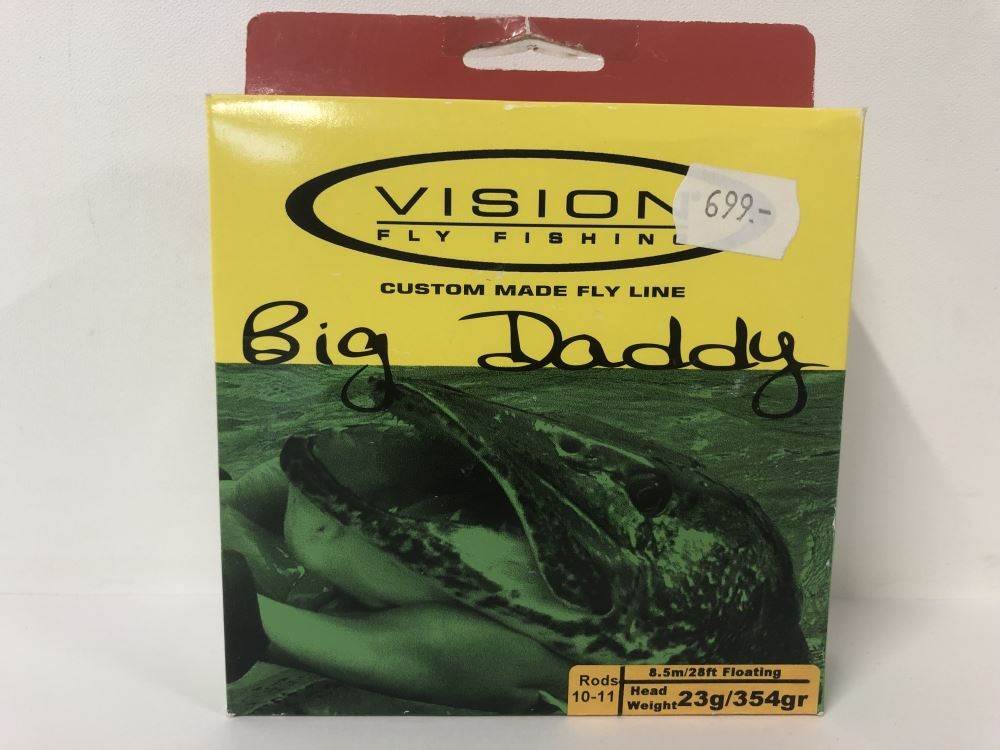 VISION
699.-
FLY FISHING
CUSTOM MADE FLY LINE
Big Daddy
Rods 10-11
8.5m/28ft Floating
Head Weight 23g/354gr